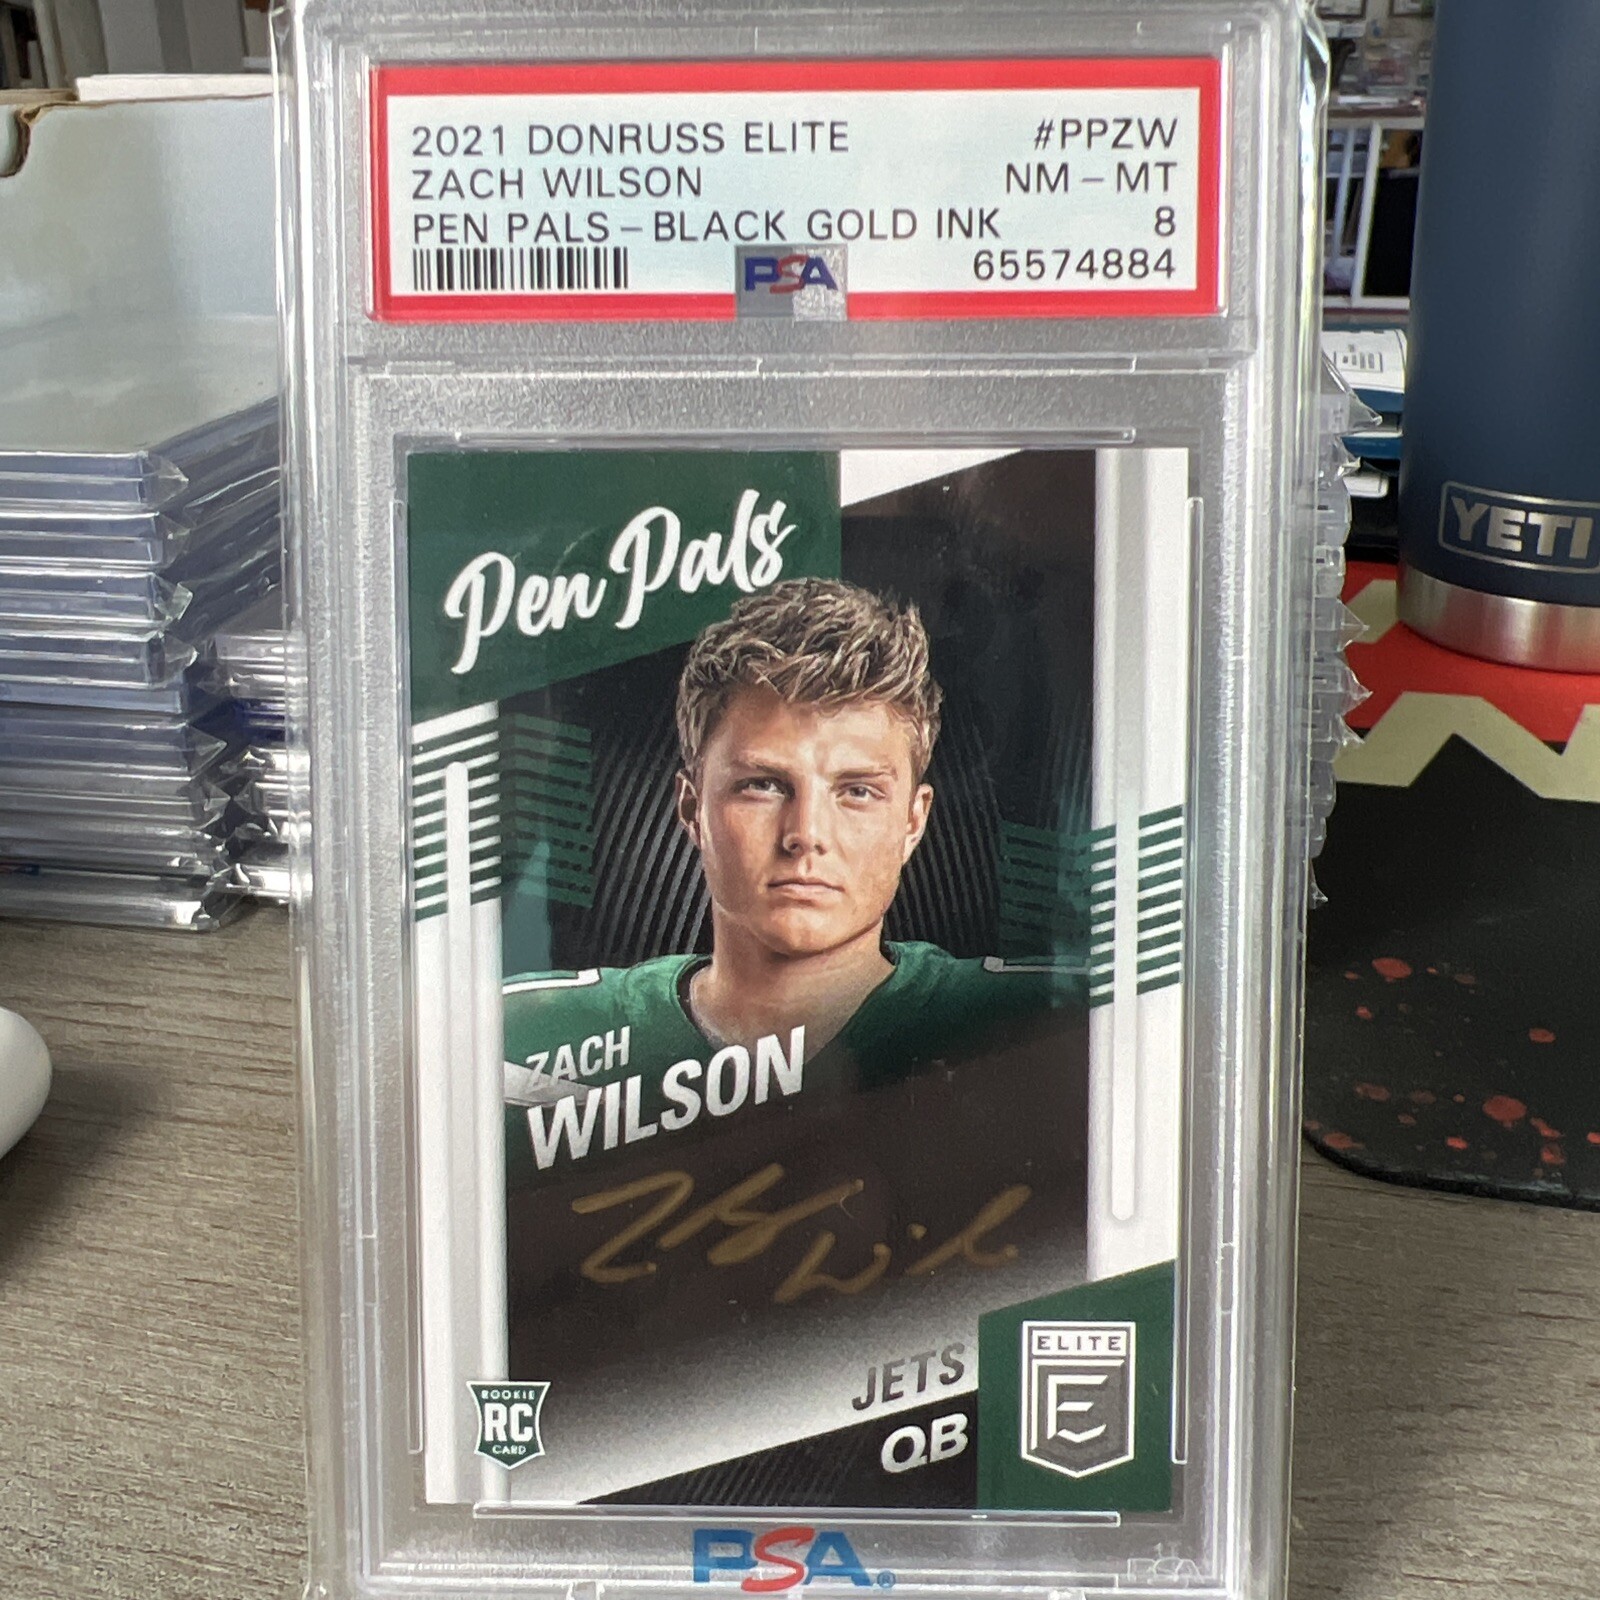 2021 DONRUSS ELITE #PPZW
ZACH WILSON NM – MT
PEN PALS – BLACK GOLD INK 8
PSA 65574884
Pen Pals
YETI
ZACH
WILSON
JETS
QB
ELITE
E
ROOKIE
RC
CARD
PSA®
PSA